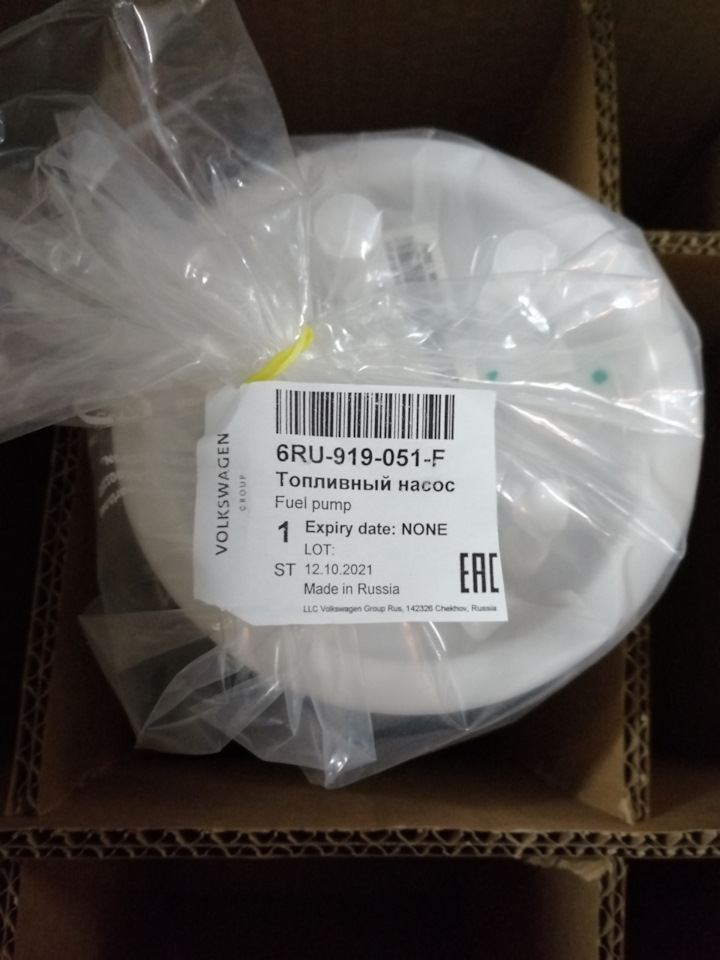 VOLKSWAGEN
GROUP
6RU-919-051-F
Топливный насос
Fuel pump
1 Expiry date: NONE
LOT:
ST 12.10.2021
Made in Russia
EAC
LLC Volkswagen Group Rus, 142326 Chekhov, Russia